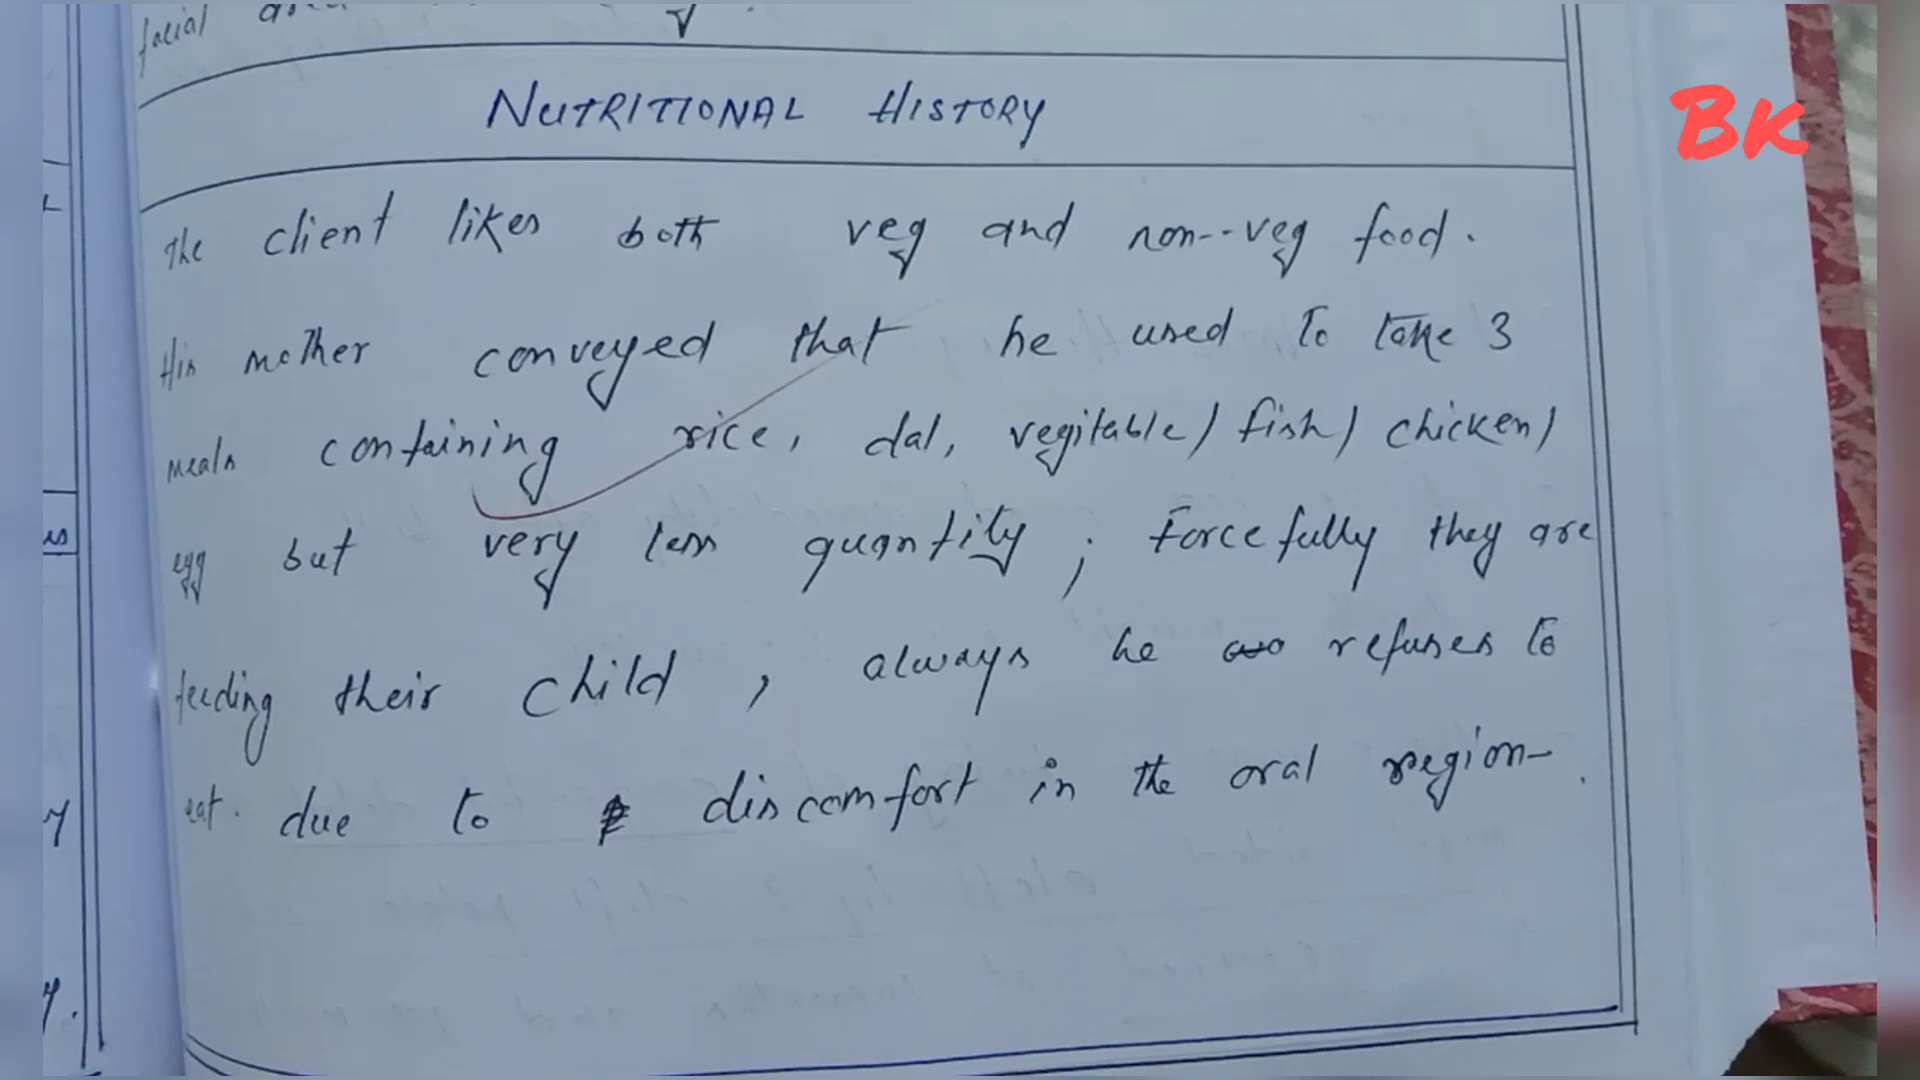 facial
BK
NUTRITIONAL HISTORY
The client likes both veg and non--veg food.
His mother conveyed that he used to take 3
meals containing rice, dal, vegitable/ fish/ chicken/
egg but very less quantity ; Forcefully they are
feeding their child , always he refuses to
eat. due to discomfort in the oral region-.